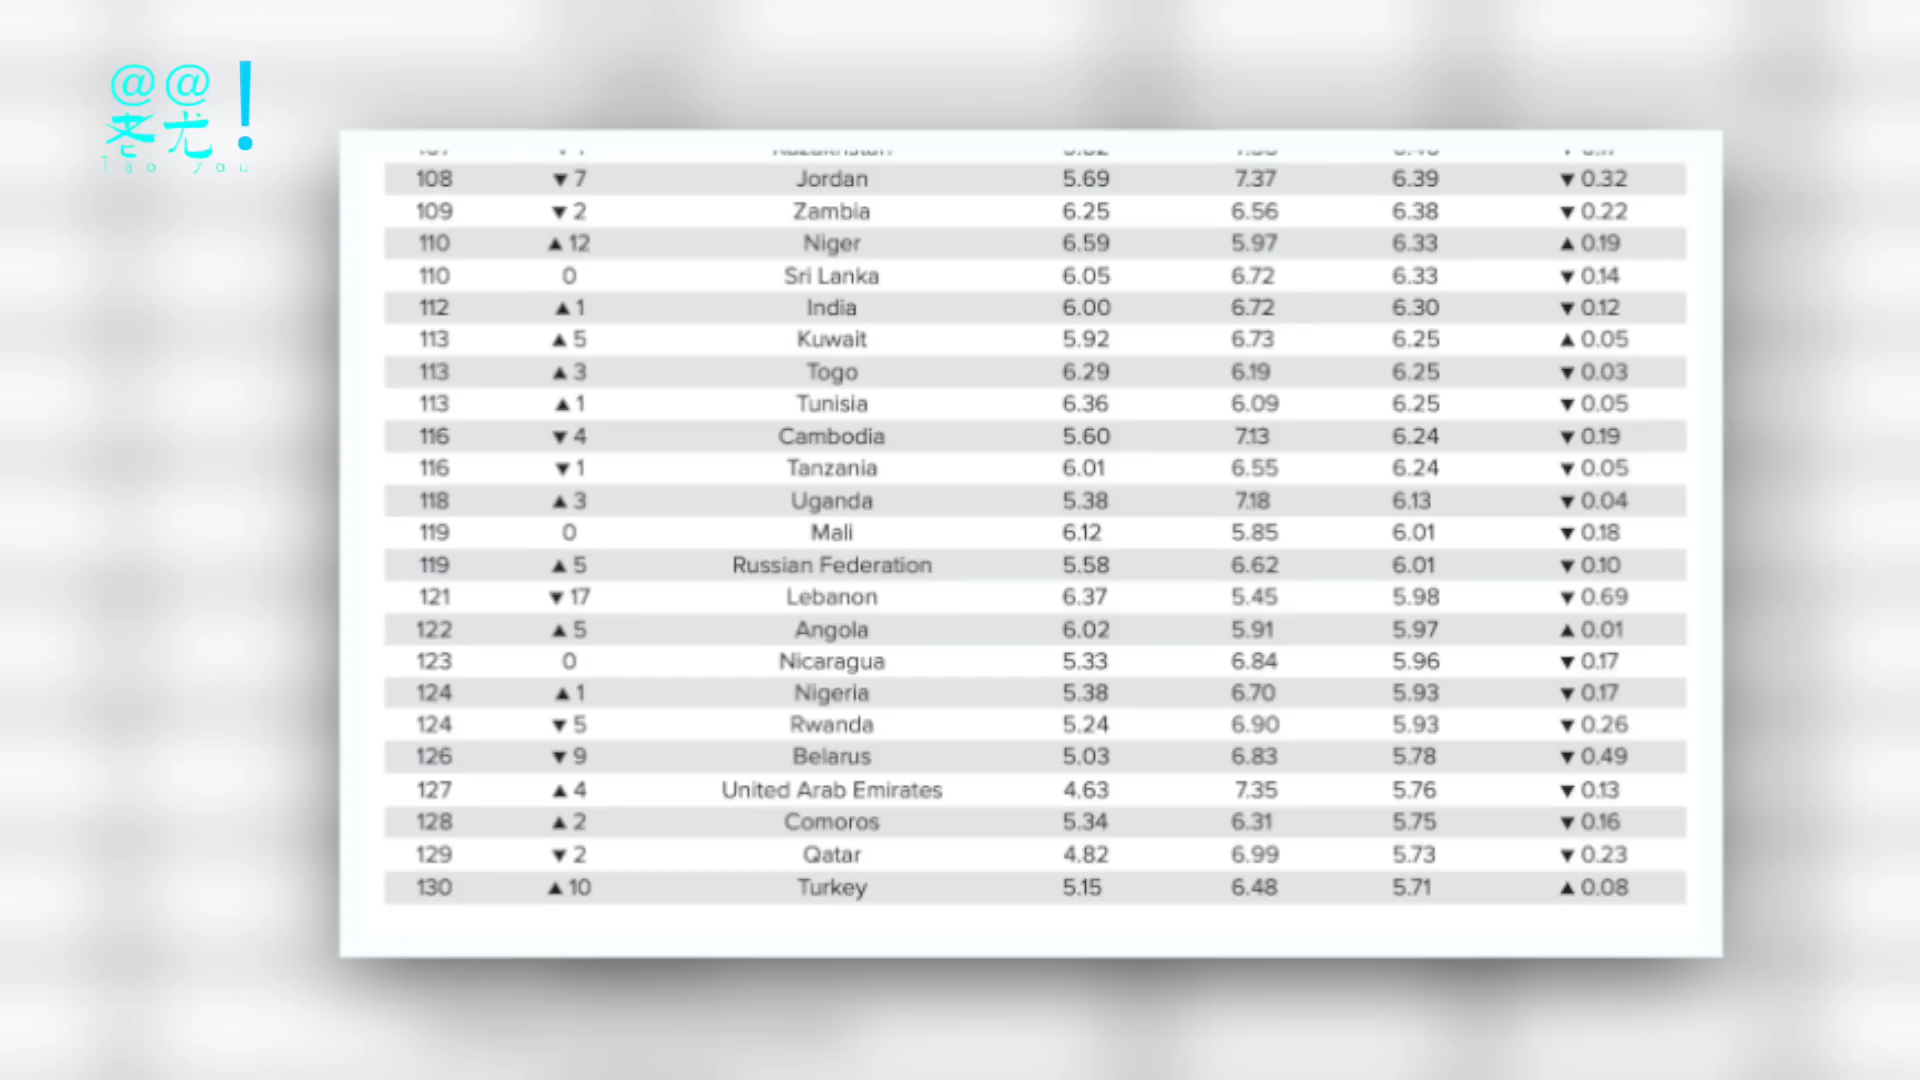 @@!
老尤
lao you
108 ▼7 Jordan 5.69 7.37 6.39 ▼0.32
109 ▼2 Zambia 6.25 6.56 6.38 ▼0.22
110 ▲12 Niger 6.59 5.97 6.33 ▲0.19
110 0 Sri Lanka 6.05 6.72 6.33 ▼0.14
112 ▲1 India 6.00 6.72 6.30 ▼0.12
113 ▲5 Kuwait 5.92 6.73 6.25 ▲0.05
113 ▲3 Togo 6.29 6.19 6.25 ▼0.03
113 ▲1 Tunisia 6.36 6.09 6.25 ▼0.05
116 ▼4 Cambodia 5.60 7.13 6.24 ▼0.19
116 ▼1 Tanzania 6.01 6.55 6.24 ▼0.05
118 ▲3 Uganda 5.38 7.18 6.13 ▼0.04
119 0 Mali 6.12 5.85 6.01 ▼0.18
119 ▲5 Russian Federation 5.58 6.62 6.01 ▼0.10
121 ▼17 Lebanon 6.37 5.45 5.98 ▼0.69
122 ▲5 Angola 6.02 5.91 5.97 ▲0.01
123 0 Nicaragua 5.33 6.84 5.96 ▼0.17
124 ▲1 Nigeria 5.38 6.70 5.93 ▼0.17
124 ▼5 Rwanda 5.24 6.90 5.93 ▼0.26
126 ▼9 Belarus 5.03 6.83 5.78 ▼0.49
127 ▲4 United Arab Emirates 4.63 7.35 5.76 ▼0.13
128 ▲2 Comoros 5.34 6.31 5.75 ▼0.16
129 ▼2 Qatar 4.82 6.99 5.73 ▼0.23
130 ▲10 Turkey 5.15 6.48 5.71 ▲0.08